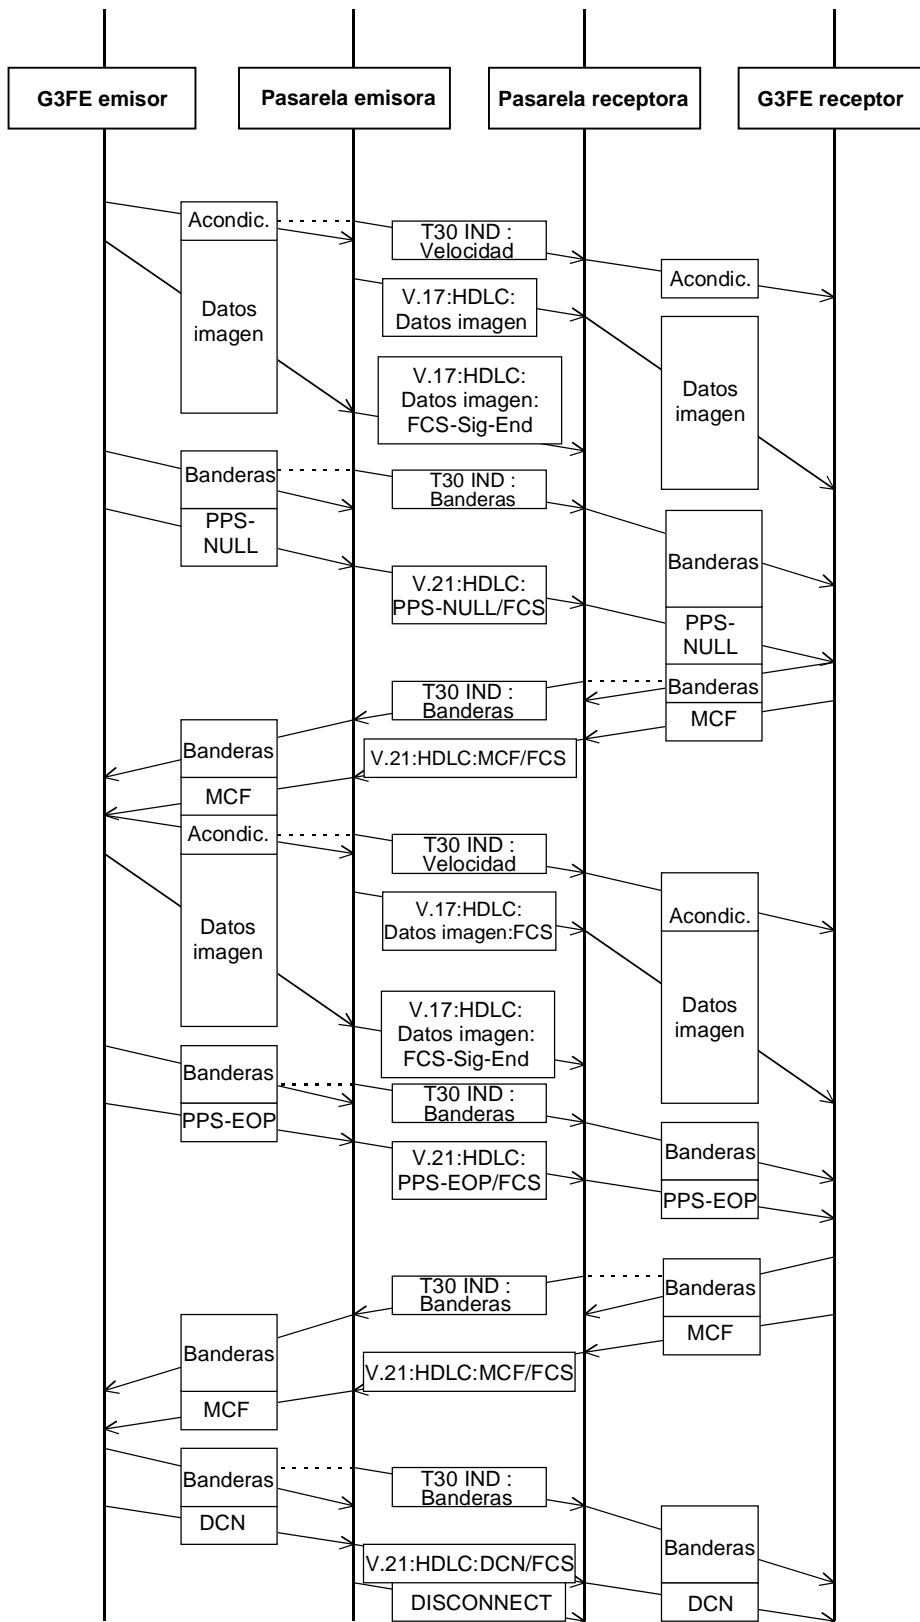 G3FE emisor
Pasarela emisora
Pasarela receptora
G3FE receptor
Acondic.
T30 IND :
Velocidad
Acondic.
Datos
imagen
V.17:HDLC:
Datos imagen
Datos
imagen
V.17:HDLC:
Datos imagen:
FCS-Sig-End
Banderas
T30 IND :
Banderas
PPS-
NULL
Banderas
V.21:HDLC:
PPS-NULL/FCS
PPS-
NULL
Banderas
T30 IND :
Banderas
MCF
Banderas
V.21:HDLC:MCF/FCS
MCF
Acondic.
T30 IND :
Velocidad
Acondic.
Datos
imagen
V.17:HDLC:
Datos imagen:FCS
Datos
imagen
V.17:HDLC:
Datos imagen:
FCS-Sig-End
Banderas
T30 IND :
Banderas
PPS-EOP
Banderas
V.21:HDLC:
PPS-EOP/FCS
PPS-EOP
T30 IND :
Banderas
Banderas
MCF
Banderas
V.21:HDLC:MCF/FCS
MCF
Banderas
T30 IND :
Banderas
DCN
Banderas
V.21:HDLC:DCN/FCS
DISCONNECT
DCN